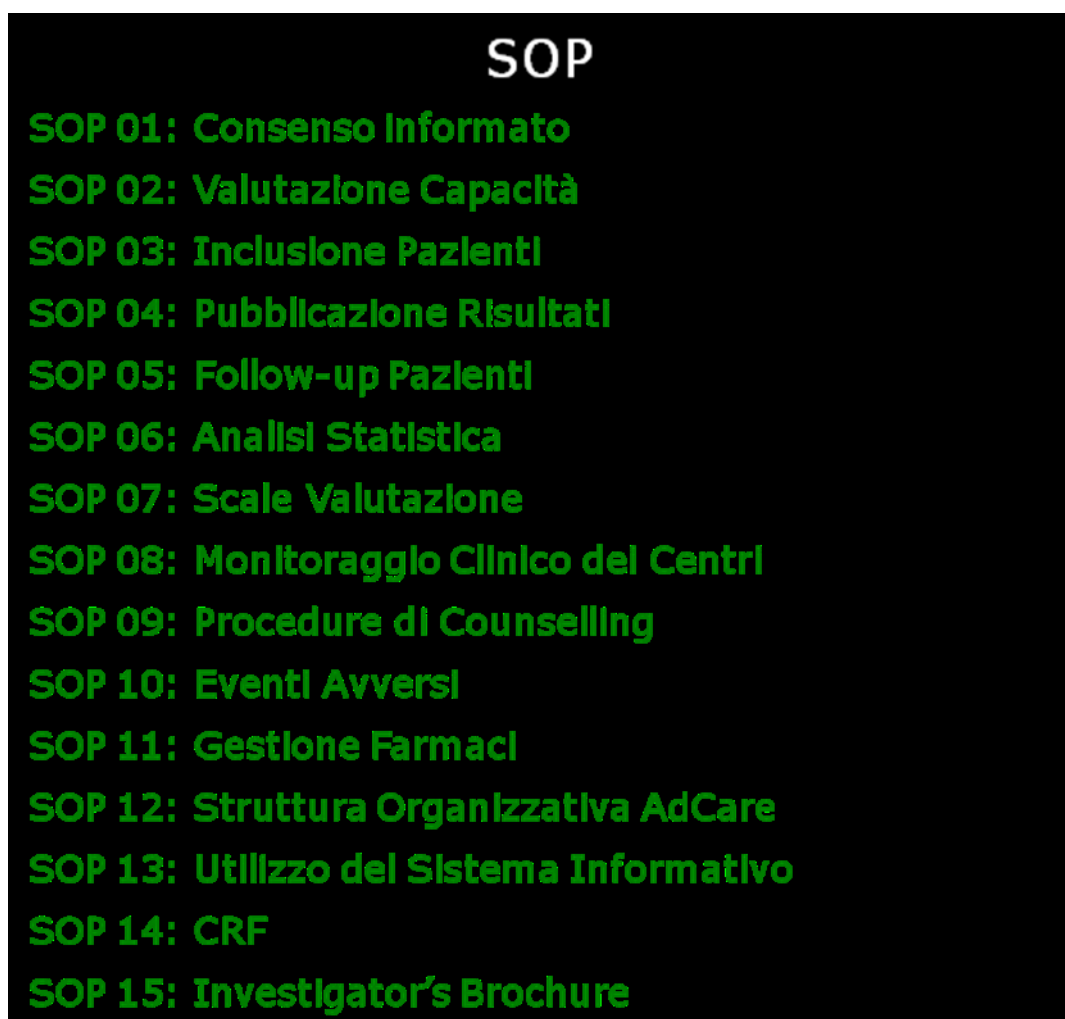 SOP
SOP 01: Consenso Informato
SOP 02: Valutazione Capacità
SOP 03: Inclusione Pazienti
SOP 04: Pubblicazione Risultati
SOP 05: Follow-up Pazienti
SOP 06: Analisi Statistica
SOP 07: Scale Valutazione
SOP 08: Monitoraggio Clinico dei Centri
SOP 09: Procedure di Counselling
SOP 10: Eventi Avversi
SOP 11: Gestione Farmaci
SOP 12: Struttura Organizzativa AdCare
SOP 13: Utilizzo del Sistema Informativo
SOP 14: CRF
SOP 15: Investigator's Brochure